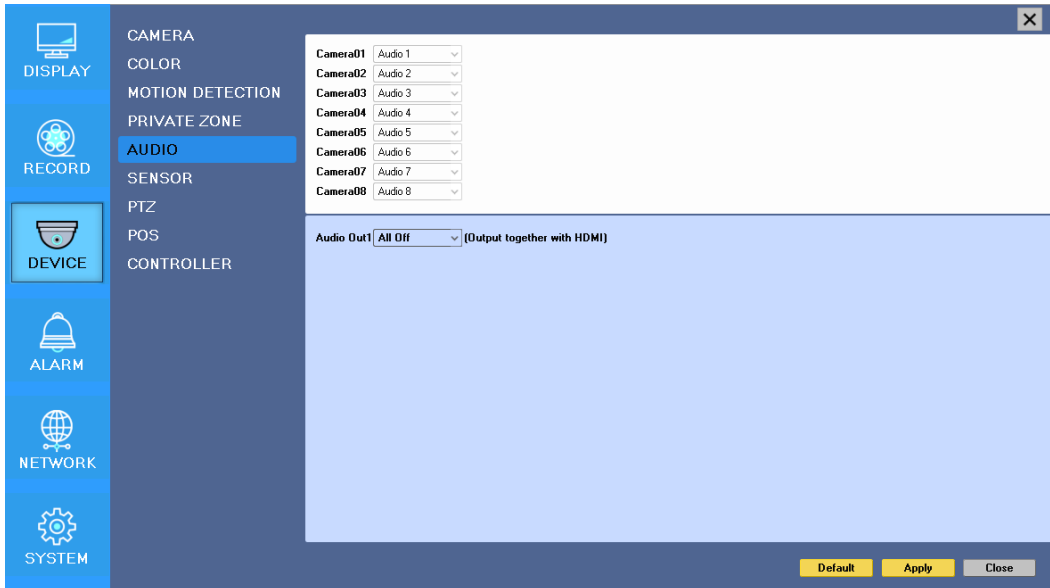 DISPLAY
RECORD
DEVICE
ALARM
NETWORK
SYSTEM
CAMERA
COLOR
MOTION DETECTION
PRIVATE ZONE
AUDIO
SENSOR
PTZ
POS
CONTROLLER
Camera01 Audio 1
Camera02 Audio 2
Camera03 Audio 3
Camera04 Audio 4
Camera05 Audio 5
Camera06 Audio 6
Camera07 Audio 7
Camera08 Audio 8
Audio Out1 All Off (Output together with HDMI)
Default Apply Close